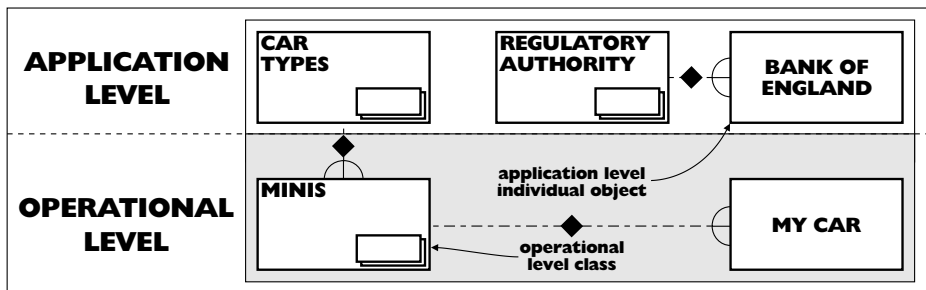 APPLICATION
LEVEL
CAR
TYPES
REGULATORY
AUTHORITY
BANK OF
ENGLAND
application level
individual object
OPERATIONAL
LEVEL
MINIS
operational
level class
MY CAR